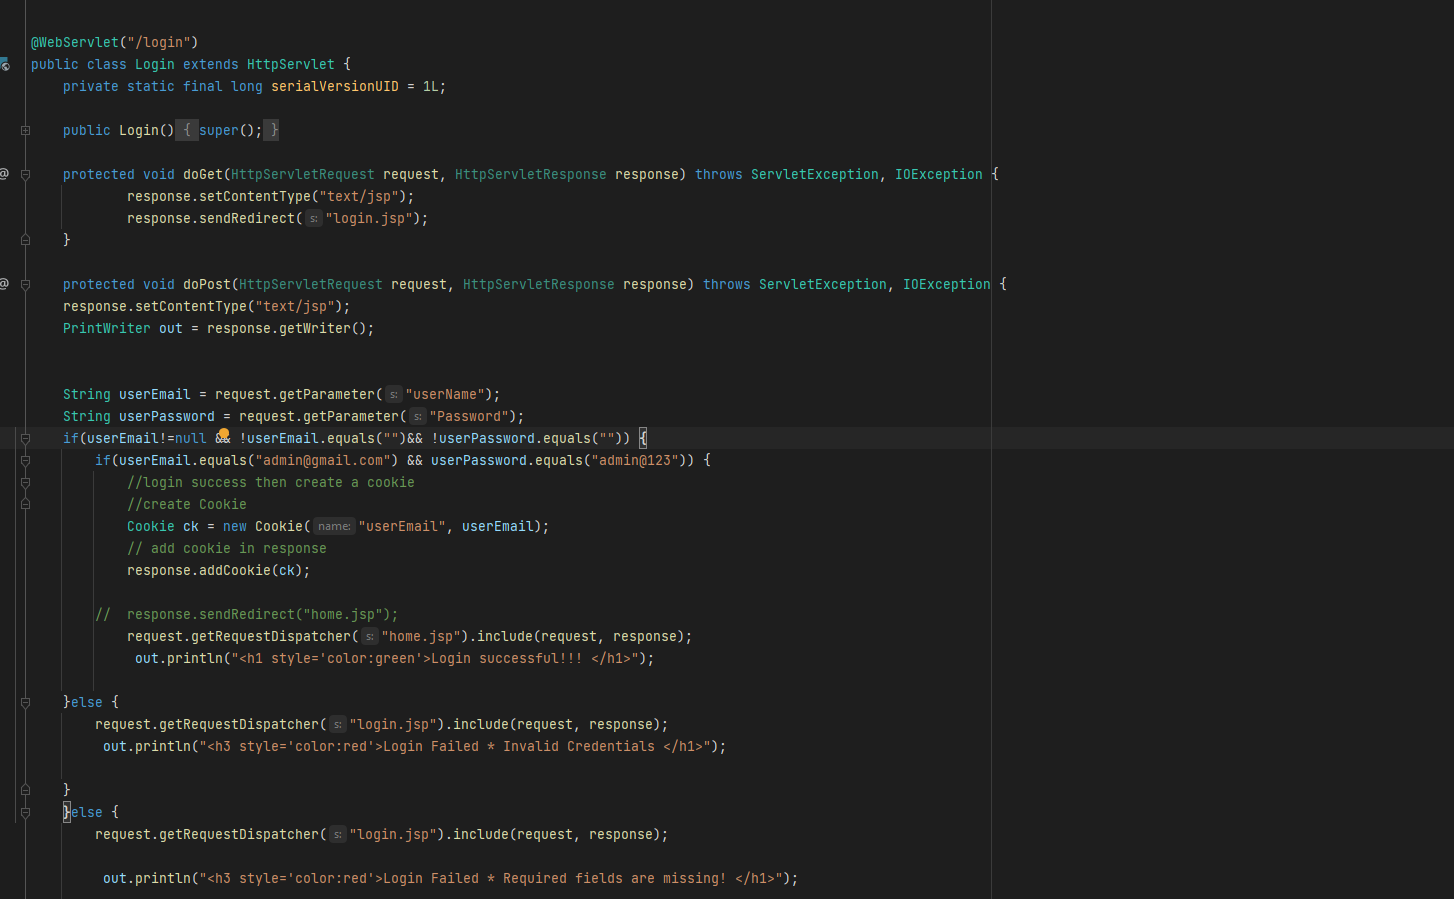 @WebServlet("/login")
public class Login extends HttpServlet {
private static final long serialVersionUID = 1L;
public Login() { super(); }
protected void doGet(HttpServletRequest request, HttpServletResponse response) throws ServletException, IOException {
response.setContentType("text/jsp");
response.sendRedirect( s: "login.jsp");
}
protected void doPost(HttpServletRequest request, HttpServletResponse response) throws ServletException, IOException {
response.setContentType("text/jsp");
PrintWriter out = response.getWriter();
String userEmail = request.getParameter( s: "userName");
String userPassword = request.getParameter( s: "Password");
if(userEmail!=null && !userEmail.equals("")&& !userPassword.equals("")) {
if(userEmail.equals("admin@gmail.com") && userPassword.equals("admin@123")) {
//login success then create a cookie
//create Cookie
Cookie ck = new Cookie( name: "userEmail", userEmail);
// add cookie in response
response.addCookie(ck);
//  response.sendRedirect("home.jsp");
request.getRequestDispatcher( s: "home.jsp").include(request, response);
out.println("<h1 style='color:green'>Login successful!!! </h1>");
}else {
request.getRequestDispatcher( s: "login.jsp").include(request, response);
out.println("<h3 style='color:red'>Login Failed * Invalid Credentials </h1>");
}
}else {
request.getRequestDispatcher( s: "login.jsp").include(request, response);
out.println("<h3 style='color:red'>Login Failed * Required fields are missing! </h1>");